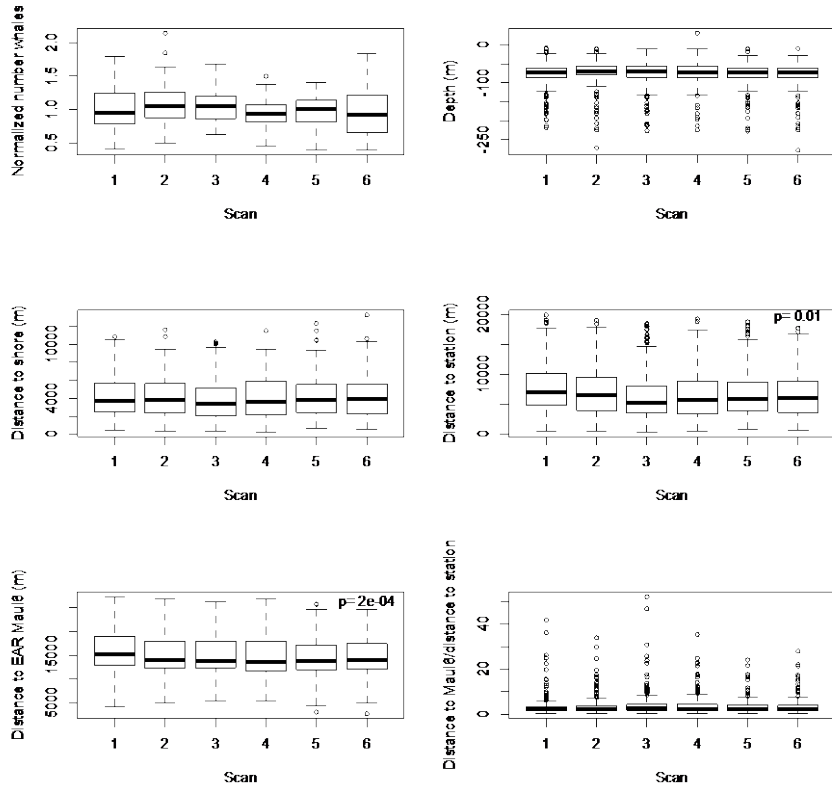 Normalized number whales
2.0
1.5
1.0
0.5
1 2 3 4 5 6
Scan
Depth (m)
0
-100
-250
1 2 3 4 5 6
Scan
Distance to shore (m)
10000
4000
0
1 2 3 4 5 6
Scan
Distance to station (m)
20000
10000
0
p= 0.01
1 2 3 4 5 6
Scan
Distance to EAR Maui8 (m)
15000
5000
p=2e-04
1 2 3 4 5 6
Scan
Distance to Maui8/distance to station
40
20
0
1 2 3 4 5 6
Scan